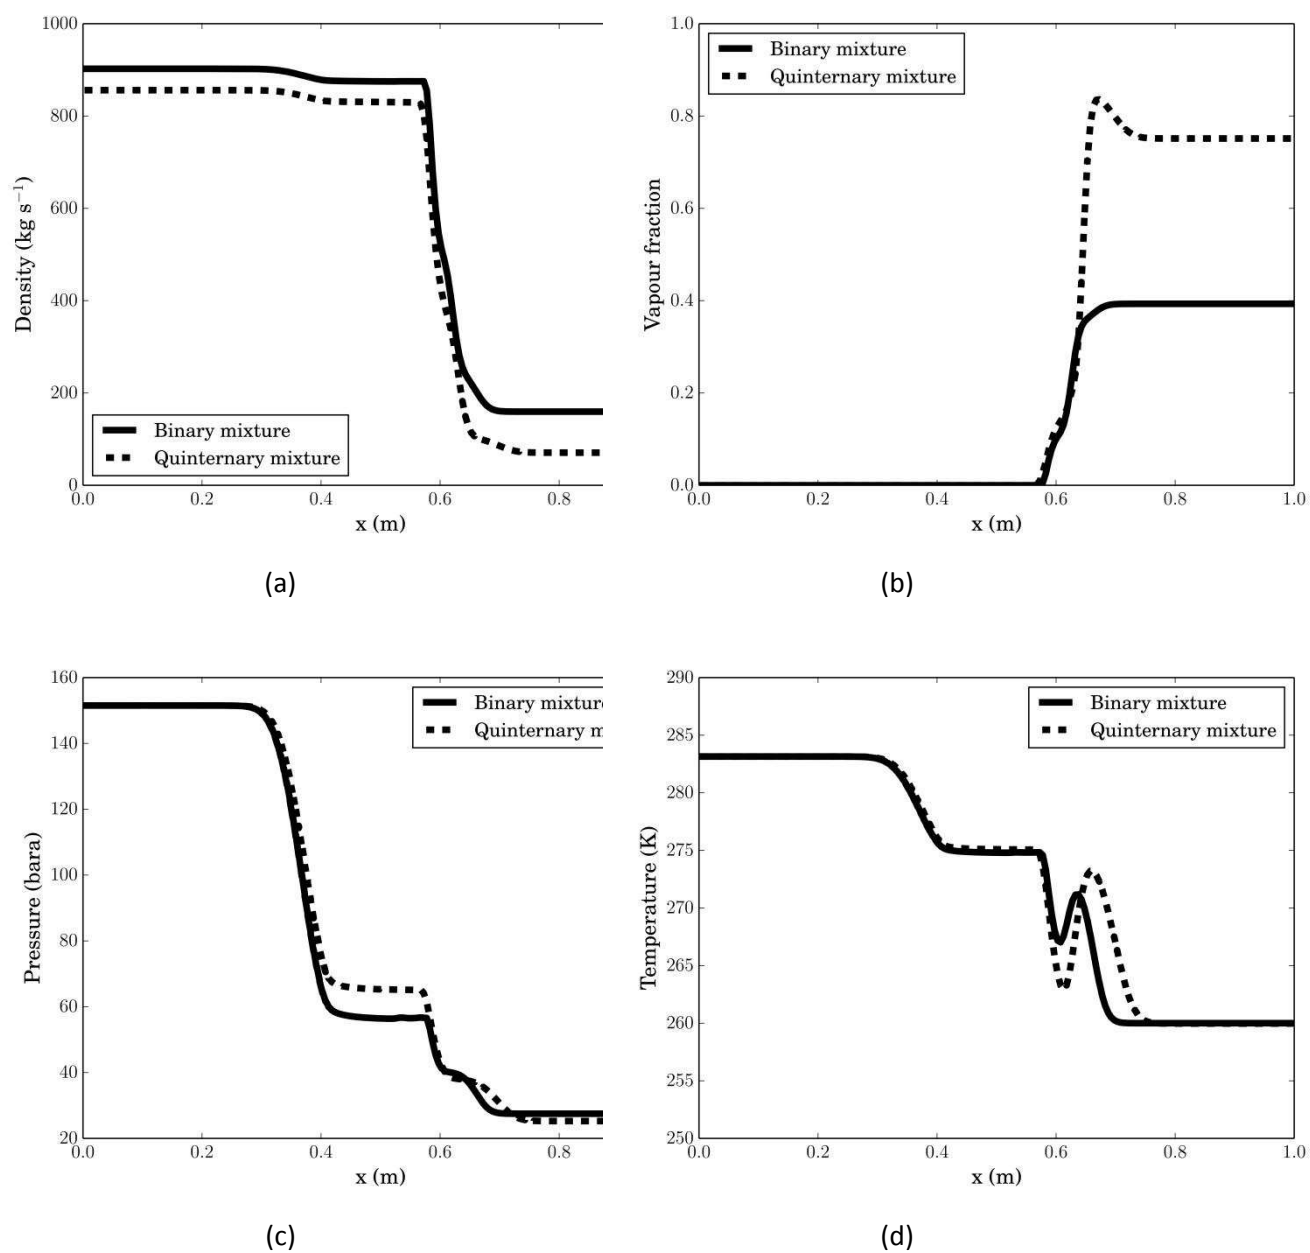 1000
800
600
400
200
0
Density (kg s⁻¹)
Binary mixture
Quinternary mixture
0.0 0.2 0.4 0.6 0.8
x (m)
(a)
1.0
0.8
0.6
0.4
0.2
0.0
Vapour fraction
Binary mixture
Quinternary mixture
0.0 0.2 0.4 0.6 0.8 1.0
x (m)
(b)
160
140
120
100
80
60
40
20
Pressure (bara)
Binary mixture
Quinternary m
0.0 0.2 0.4 0.6 0.8
x (m)
(c)
290
285
280
275
270
265
260
255
250
Temperature (K)
Binary mixture
Quinternary mixture
0.0 0.2 0.4 0.6 0.8 1.0
x (m)
(d)